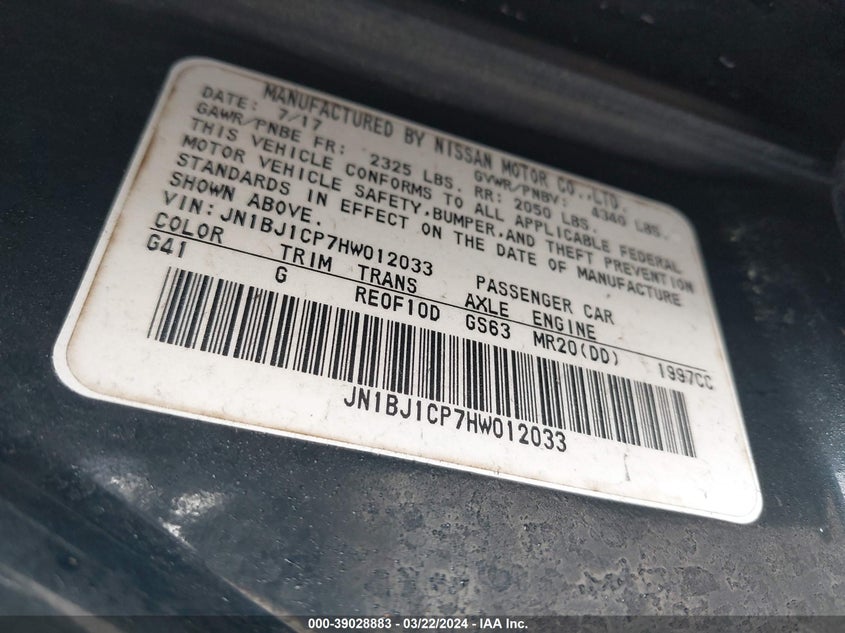 MANUFACTURED BY NISSAN MOTOR CO.,LTD.
DATE: 7/17 GVWR/PNBV: 4340 LBS.
GAWR/PNBE FR: 2325 LBS. RR: 2050 LBS.
THIS VEHICLE CONFORMS TO ALL APPLICABLE FEDERAL
MOTOR VEHICLE SAFETY,BUMPER,AND THEFT PREVENTION
STANDARDS IN EFFECT ON THE DATE OF MANUFACTURE
SHOWN ABOVE.
VIN:JN1BJ1CP7HW012033 PASSENGER CAR
COLOR TRIM TRANS AXLE ENGINE
G41 G RE0F10D GS63 MR20(DD) 1997CC
JN1BJ1CP7HW012033
000-39028883 - 03/22/2024 - IAA Inc.